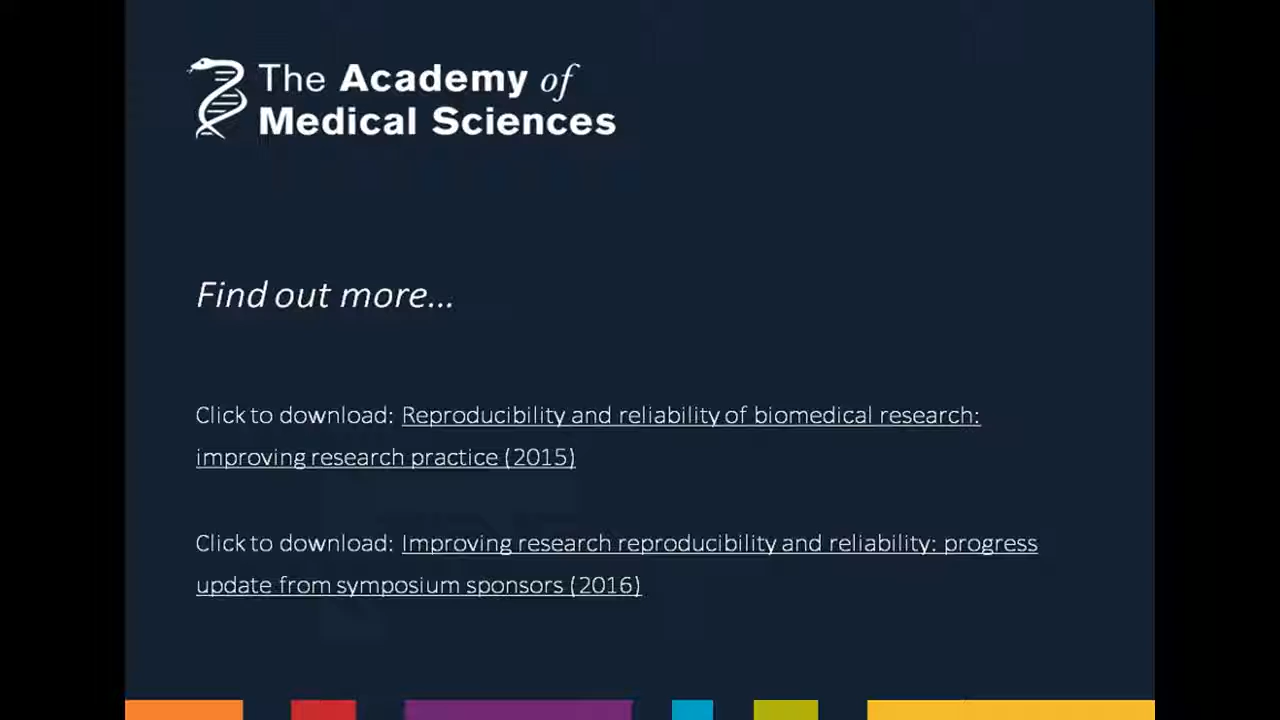 The Academy of
Medical Sciences
Find out more...
Click to download: Reproducibility and reliability of biomedical research:
improving research practice (2015)
Click to download: Improving research reproducibility and reliability: progress
update from symposium sponsors (2016)